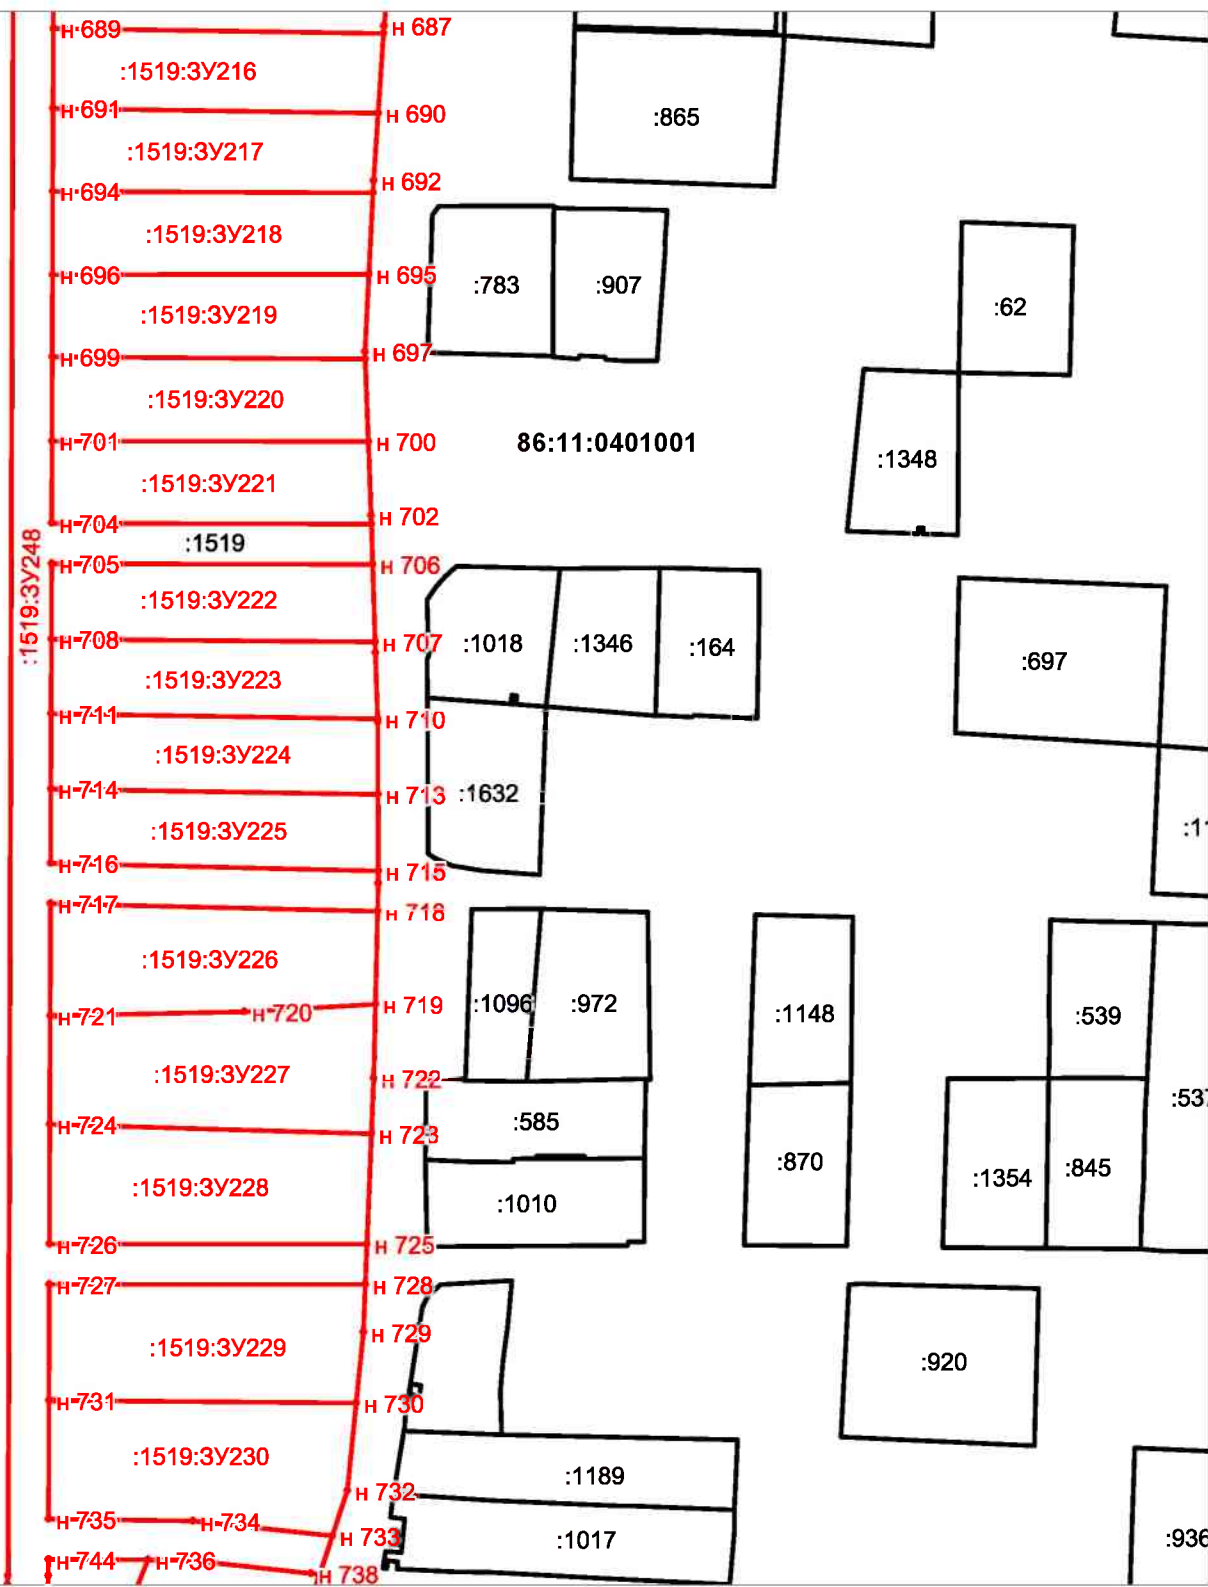 н 689
н 687
:1519:ЗУ216
:865
н 691
н 690
:1519:ЗУ217
н 694
н 692
:1519:ЗУ218
н 696
н 695
:783
:907
:62
:1519:ЗУ219
н 699
н 697
:1519:ЗУ220
н 701
н 700
86:11:0401001
:1348
:1519:ЗУ221
н 704
н 702
:1519
:1519:ЗУ248
н 705
н 706
:1519:ЗУ222
н 708
н 707
:1018
:1346
:164
:697
:1519:ЗУ223
н 711
н 710
:1519:ЗУ224
н 714
н 713
:1632
:1519:ЗУ225
:11
н 716
н 715
н 717
н 718
:1519:ЗУ226
н 721
н 720
н 719
:1096
:972
:1148
:539
:1519:ЗУ227
н 722
:537
н 724
н 723
:585
:870
:1354
:845
:1519:ЗУ228
:1010
н 726
н 725
н 727
н 728
н 729
:1519:ЗУ229
:920
н 731
н 730
:1519:ЗУ230
:1189
н 732
н 735
н 734
н 733
:1017
:936
н 744
н 736
н 738